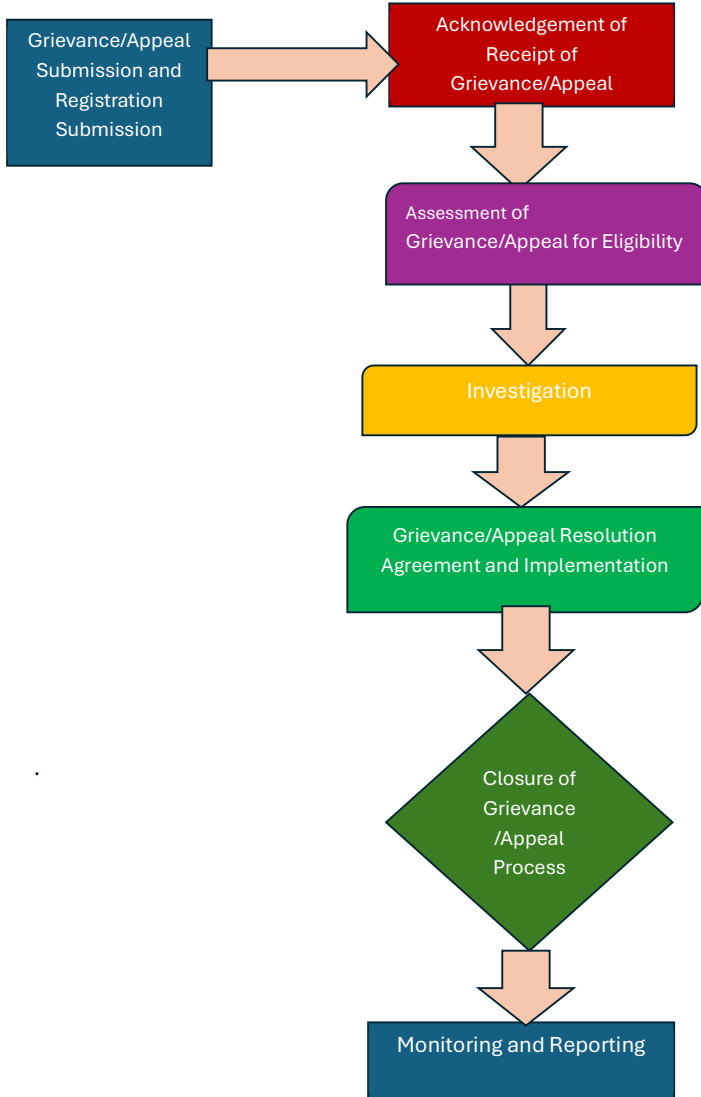 Grievance/Appeal
Submission and
Registration
Submission
Acknowledgement of
Receipt of
Grievance/Appeal
Assessment of
Grievance/Appeal for Eligibility
Investigation
Grievance/Appeal Resolution
Agreement and Implementation
Closure of
Grievance
/Appeal
Process
.
Monitoring and Reporting